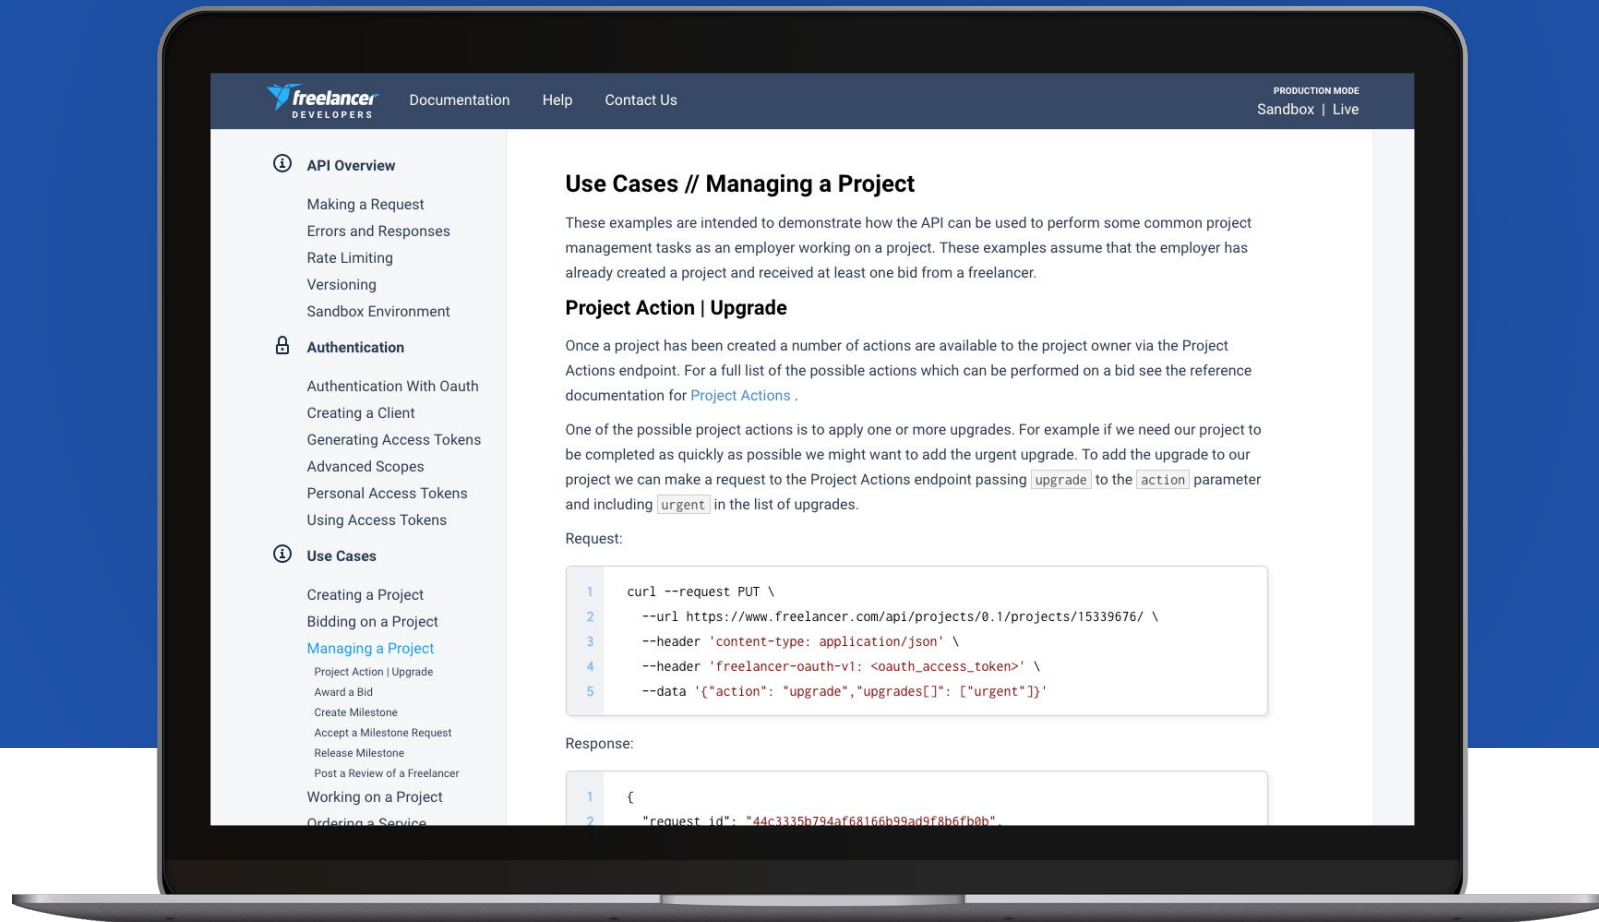 freelancer
DEVELOPERS
Documentation
Help
Contact Us
PRODUCTION MODE
Sandbox | Live
API Overview
Making a Request
Errors and Responses
Rate Limiting
Versioning
Sandbox Environment
Authentication
Authentication With Oauth
Creating a Client
Generating Access Tokens
Advanced Scopes
Personal Access Tokens
Using Access Tokens
Use Cases
Creating a Project
Bidding on a Project
Managing a Project
Project Action | Upgrade
Award a Bid
Create Milestone
Accept a Milestone Request
Release Milestone
Post a Review of a Freelancer
Working on a Project
Ordering a Service
Use Cases // Managing a Project
These examples are intended to demonstrate how the API can be used to perform some common project
management tasks as an employer working on a project. These examples assume that the employer has
already created a project and received at least one bid from a freelancer.
Project Action | Upgrade
Once a project has been created a number of actions are available to the project owner via the Project
Actions endpoint. For a full list of the possible actions which can be performed on a bid see the reference
documentation for Project Actions .
One of the possible project actions is to apply one or more upgrades. For example if we need our project to
be completed as quickly as possible we might want to add the urgent upgrade. To add the upgrade to our
project we can make a request to the Project Actions endpoint passing upgrade to the action parameter
and including urgent in the list of upgrades.
Request:
1 curl --request PUT \
2 --url https://www.freelancer.com/api/projects/0.1/projects/15339676/ \
3 --header 'content-type: application/json' \
4 --header 'freelancer-oauth-v1: <oauth_access_token>' \
5 --data '{"action": "upgrade","upgrades[]": ["urgent"]}'
Response:
1 {
2 "request_id": "44c3335b794af68166b99ad9f8b6fb0b",